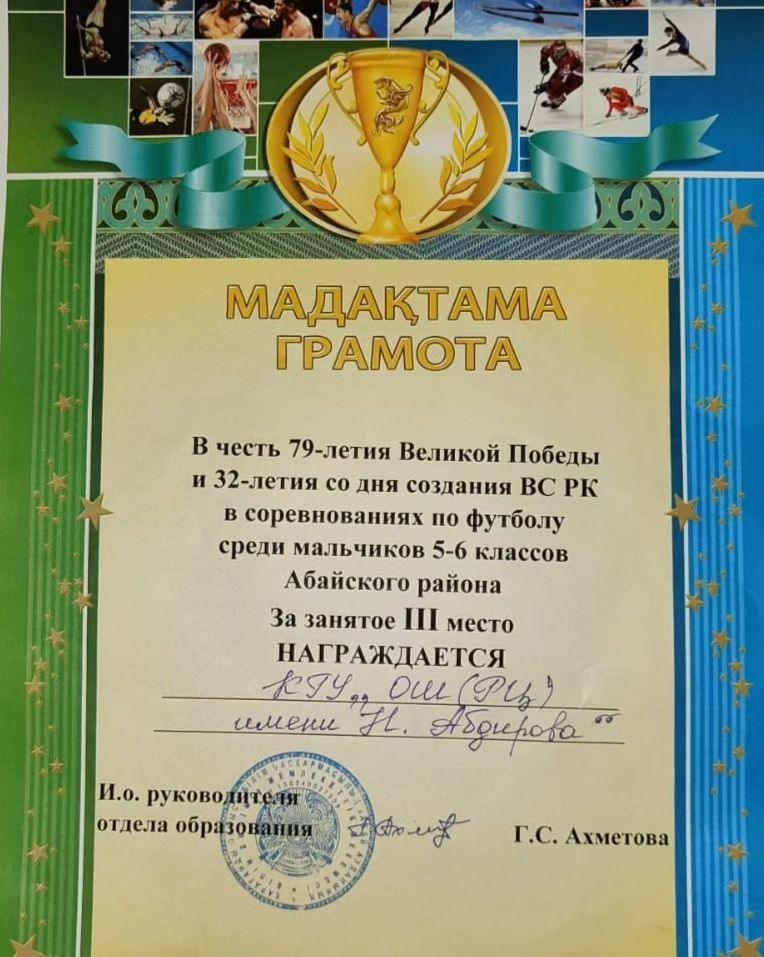 МАДАҚТАМА
ГРАМОТА
В честь 79-летия Великой Победы
и 32-летия со дня создания ВС РК
в соревнованиях по футболу
среди мальчиков 5-6 классов
Абайского района
За занятое III место
НАГРАЖДАЕТСЯ
КГУ „ ОШ (РЦ)
имени Н. Абдирова “
И.о. руководителя
отдела образования
Г.С. Ахметова